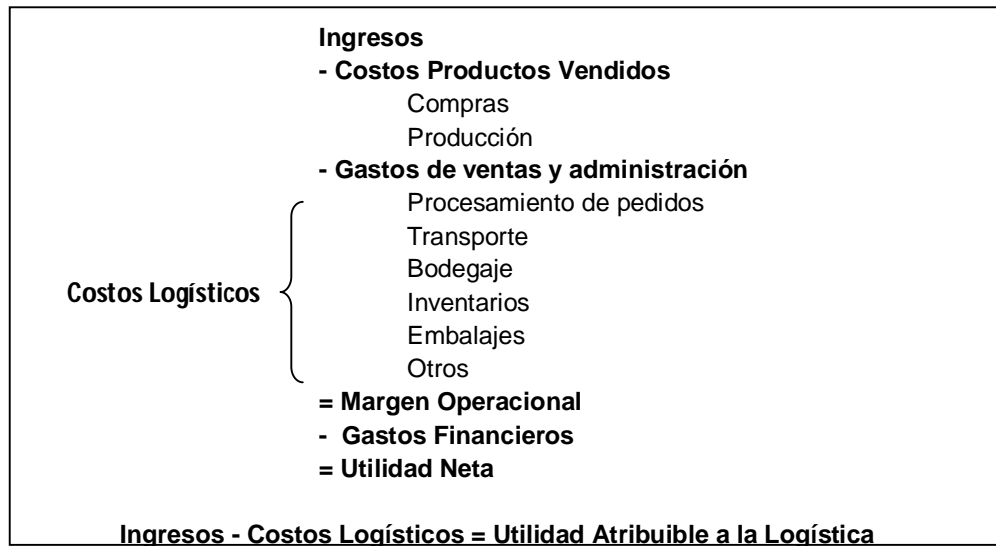 Ingresos
- Costos Productos Vendidos
Compras
Producción
- Gastos de ventas y administración
Procesamiento de pedidos
Transporte
Bodegaje
Costos Logísticos
Inventarios
Embalajes
Otros
= Margen Operacional
- Gastos Financieros
= Utilidad Neta
Ingresos - Costos Logísticos = Utilidad Atribuible a la Logística